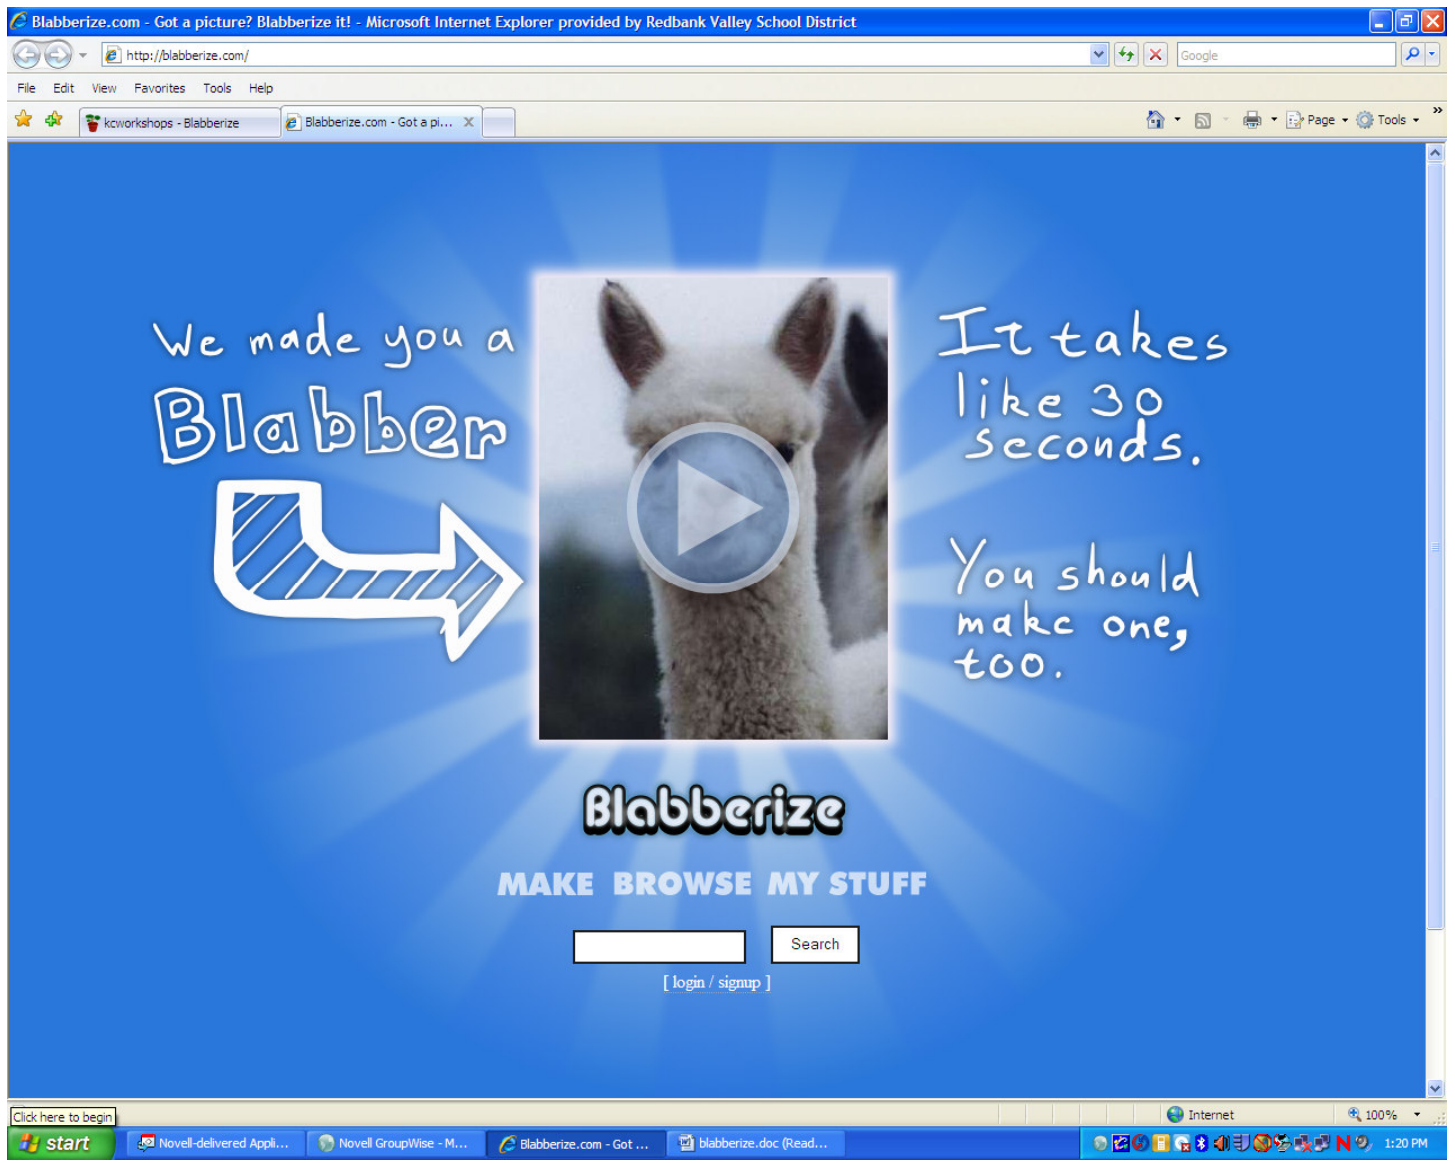 Blabberize.com - Got a picture? Blabberize it! - Microsoft Internet Explorer provided by Redbank Valley School District
http://blabberize.com/
Google
File Edit View Favorites Tools Help
kcworkshops - Blabberize
Blabberize.com - Got a pi...
Page
Tools
We made you a
Blabber
It takes
like 30
seconds.
You should
make one,
too.
Blabberize
MAKE BROWSE MY STUFF
Search
[ login / signup ]
Click here to begin
Internet
100%
start
Novell-delivered Appli...
Novell GroupWise - M...
Blabberize.com - Got ...
blabberize.doc (Read...
1:20 PM